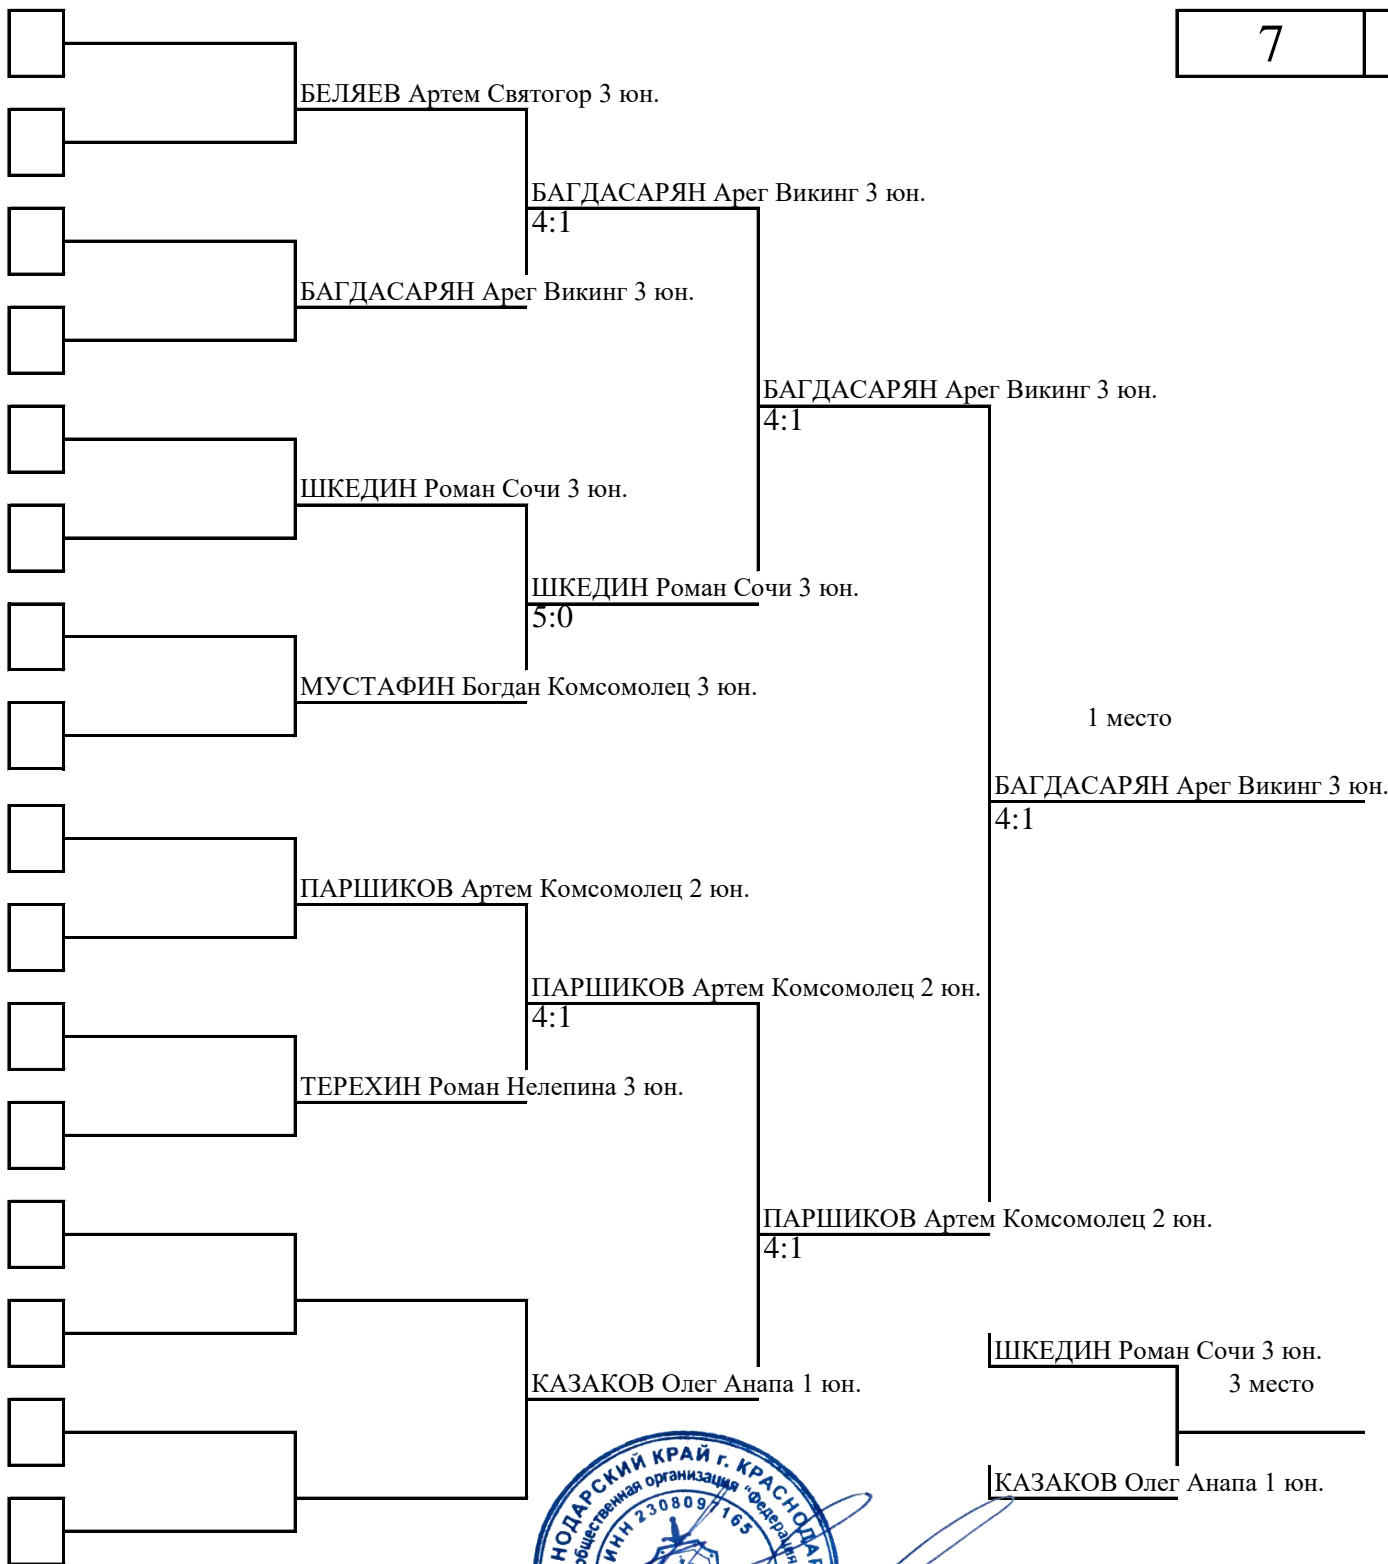 7
БЕЛЯЕВ Артем Святогор 3 юн.
БАГДАСАРЯН Арег Викинг 3 юн.
4:1
БАГДАСАРЯН Арег Викинг 3 юн.
БАГДАСАРЯН Арег Викинг 3 юн.
4:1
ШКЕДИН Роман Сочи 3 юн.
ШКЕДИН Роман Сочи 3 юн.
5:0
МУСТАФИН Богдан Комсомолец 3 юн.
1 место
БАГДАСАРЯН Арег Викинг 3 юн.
4:1
ПАРШИКОВ Артем Комсомолец 2 юн.
ПАРШИКОВ Артем Комсомолец 2 юн.
4:1
ТЕРЕХИН Роман Нелепина 3 юн.
ПАРШИКОВ Артем Комсомолец 2 юн.
4:1
ШКЕДИН Роман Сочи 3 юн.
3 место
КАЗАКОВ Олег Анапа 1 юн.
КАЗАКОВ Олег Анапа 1 юн.
НОДАРСКИЙ КРАЙ г. КРАСНОДАР
общественная организация "Федерация
ИНН 2308097165